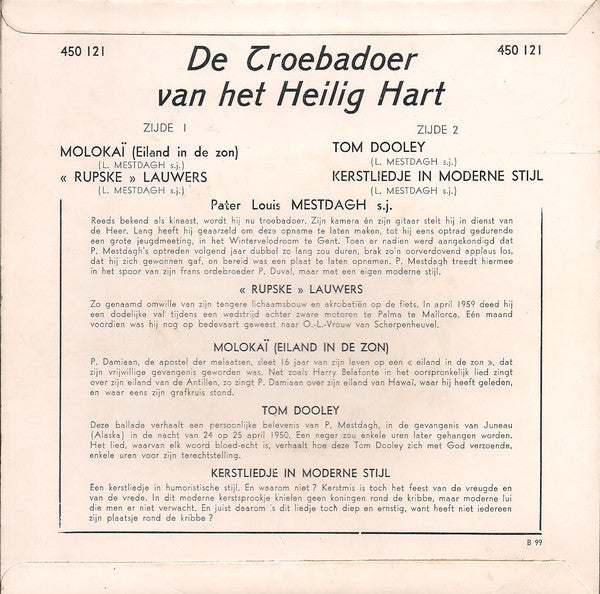 450 121
450 121
De Troebadoer
van het Heilig Hart
ZIJDE 1
MOLOKAÏ (Eiland in de zon)
(L. MESTDAGH s.j.)
« RUPSKE » LAUWERS
(L. MESTDAGH s.j.)
ZIJDE 2
TOM DOOLEY
(L. MESTDAGH s.j.)
KERSTLIEDJE IN MODERNE STIJL
(L. MESTDAGH s.j.)
Pater Louis MESTDAGH s.j.
Reeds bekend als kineast, wordt hij nu troebadoer. Zijn kamera én zijn gitaar stelt hij in dienst van
de Heer. Lang heeft hij geaarzeld om deze opname te laten maken, tot hij eens optrad gedurende
een grote jeugdmeeting, in het Wintervelodroom te Gent. Toen er nadien werd aangekondigd dat
P. Mestdagh's optreden volgend jaar dubbel zo lang zou duren, brak zo'n oorverdovend applaus los,
dat hij zich gewonnen gaf, en bereid was een plaat te laten opnemen. P. Mestdagh treedt hiermee
in het spoor van zijn frans ordebroeder P. Duval, maar met een eigen moderne stijl.
« RUPSKE » LAUWERS
Zo genaamd omwille van zijn tengere lichaamsbouw en akrobatiën op de fiets. In april 1959 deed hij
een dodelijke val tijdens een wedstrijd achter zware motoren te Palma te Mallorca. Eén maand
voordien was hij nog op bedevaart geweest naar O.-L.-Vrouw van Scherpenheuvel.
MOLOKAÏ (EILAND IN DE ZON)
P. Damiaan, de apostel der melaatsen, sleet 16 jaar van zijn leven op een « eiland in de zon », dat
zijn vrijwillige gevangenis geworden was. Net zoals Harry Belafonte in het oorspronkelijk lied zingt
over zijn eiland van de Antillen, zo zingt P. Damiaan over zijn eiland van Hawaï, waar hij heeft geleden,
en waar eens zijn grafkruis stond.
TOM DOOLEY
Deze ballade verhaalt een persoonlijke belevenis van P. Mestdagh, in de gevangenis van Juneau
(Alaska) in de nacht van 24 op 25 april 1950. Een neger zou enkele uren later gehangen worden.
Het lied, waarvan elk woord bloed-echt is, verhaalt hoe deze Tom Dooley zich met God verzoende,
enkele uren voor zijn terechtstelling.
KERSTLIEDJE IN MODERNE STIJL
Een kerstliedje in humoristische stijl. En waarom niet ? Kerstmis is toch het feest van de vreugde en
van de vrede. In dit moderne kerstsprookje knielen geen koningen rond de kribbe, maar moderne lui
die men er niet verwacht. En juist daarom 's dit liedje toch diep en ernstig, want heeft niet iedereen
zijn plaatsje rond de kribbe ?
B 99